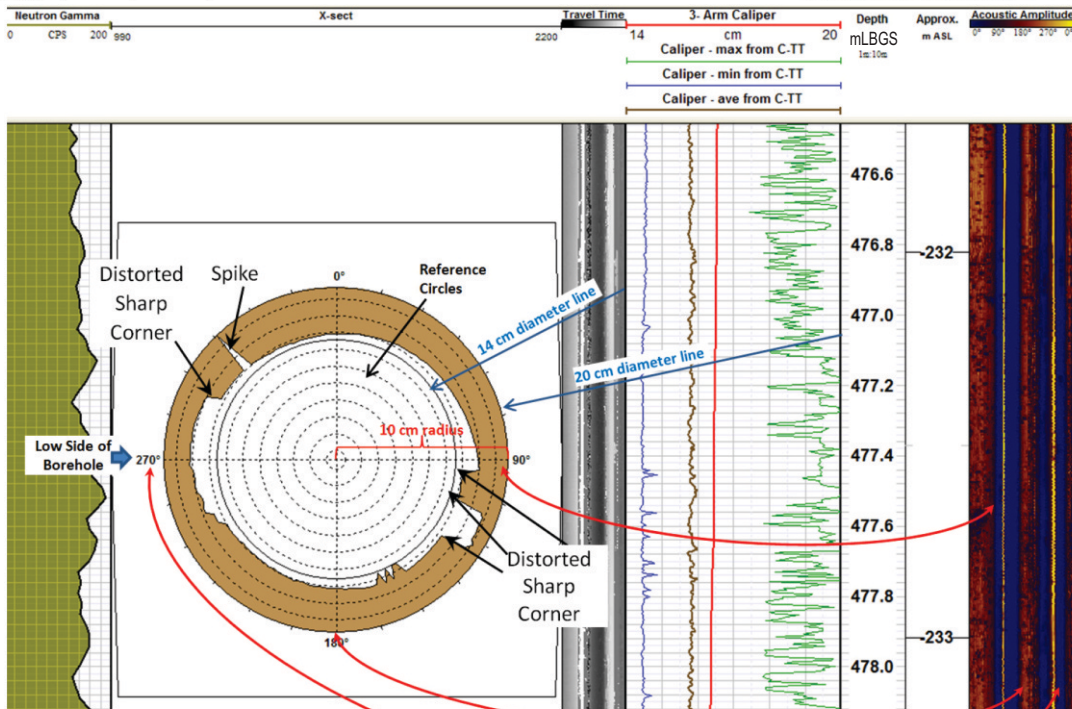 Neutron Gamma
0 CPS 200
X-sect
990 2200
Travel Time
3- Arm Caliper
14 cm 20
Caliper - max from C-TT
Caliper - min from C-TT
Caliper - ave from C-TT
Depth
mLBGS
1m:10m
Approx.
m ASL
Acoustic Amplitude
0° 90° 180° 270° 0°
Distorted
Sharp
Corner
Spike
0°
Reference
Circles
14 cm diameter line
20 cm diameter line
10 cm radius
Low Side of
Borehole
270°
90°
180°
Distorted
Sharp
Corner
476.6
476.8
477.0
477.2
477.4
477.6
477.8
478.0
-232
-233